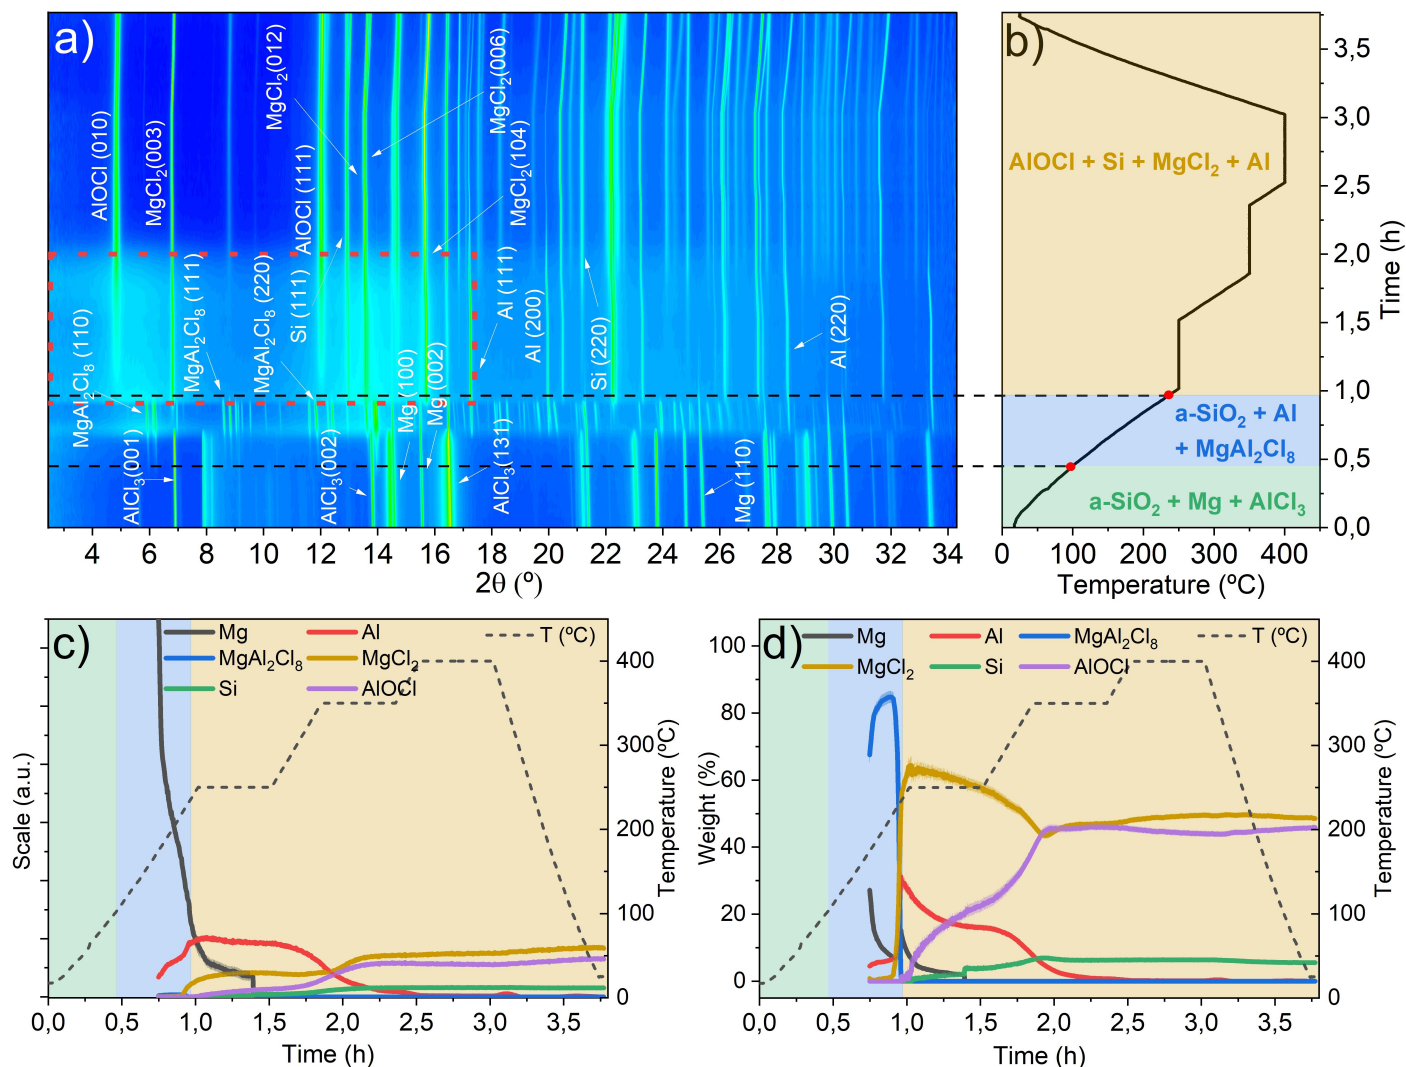 a)
AlOCl (010)
MgCl2(003)
MgCl2(012)
MgCl2(006)
AlOCl (111)
MgCl2(104)
Si (111)
MgAl2Cl8 (110)
MgAl2Cl8 (111)
MgAl2Cl8 (220)
Al (111)
Al (200)
Si (220)
Al (220)
Mg (100)
Mg (002)
AlCl3(001)
AlCl3(002)
AlCl3(131)
Mg (110)
4 6 8 10 12 14 16 18 20 22 24 26 28 30 32 34
2θ (º)
b)
AlOCl + Si + MgCl2 + Al
a-SiO2 + Al
+ MgAl2Cl8
a-SiO2 + Mg + AlCl3
3,5
3,0
2,5
2,0
1,5
1,0
0,5
0,0
Time (h)
0 100 200 300 400
Temperature (ºC)
c)
Mg Al T (ºC)
MgAl2Cl8 MgCl2
Si AlOCl
Scale (a.u.)
400
300
200
100
0
Temperature (ºC)
0,0 0,5 1,0 1,5 2,0 2,5 3,0 3,5
Time (h)
d)
Mg Al MgAl2Cl8 T (ºC)
MgCl2 Si AlOCl
100
80
60
40
20
0
Weight (%)
400
300
200
100
0
Temperature (ºC)
0,0 0,5 1,0 1,5 2,0 2,5 3,0 3,5
Time (h)